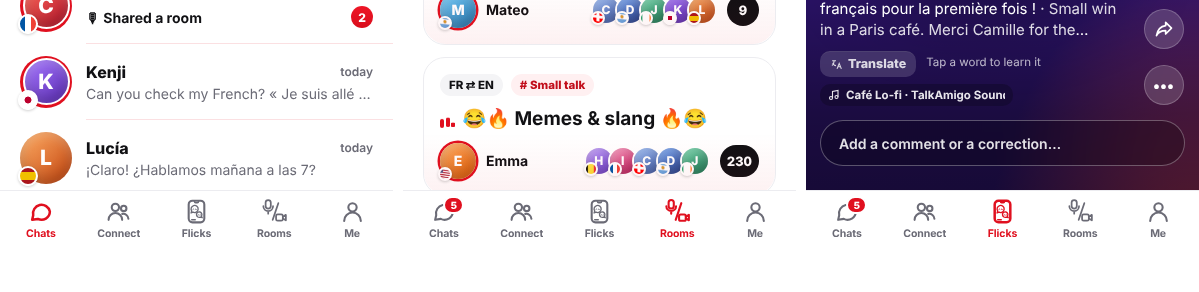 C
🎙 Shared a room
2
K
Kenji
today
Can you check my French? « Je suis allé ...
L
Lucía
today
¡Claro! ¿Hablamos mañana a las 7?
Chats
Connect
Flicks
Rooms
Me
M
Mateo
C D J K L
9
FR ⇄ EN
# Small talk
😂🔥 Memes & slang 🔥😂
E
Emma
H I C D J
230
5
Chats
Connect
Flicks
Rooms
Me
français pour la première fois ! · Small win
in a Paris café. Merci Camille for the...
Translate
Tap a word to learn it
Café Lo-fi · TalkAmigo Soun
Add a comment or a correction...
5
Chats
Connect
Flicks
Rooms
Me